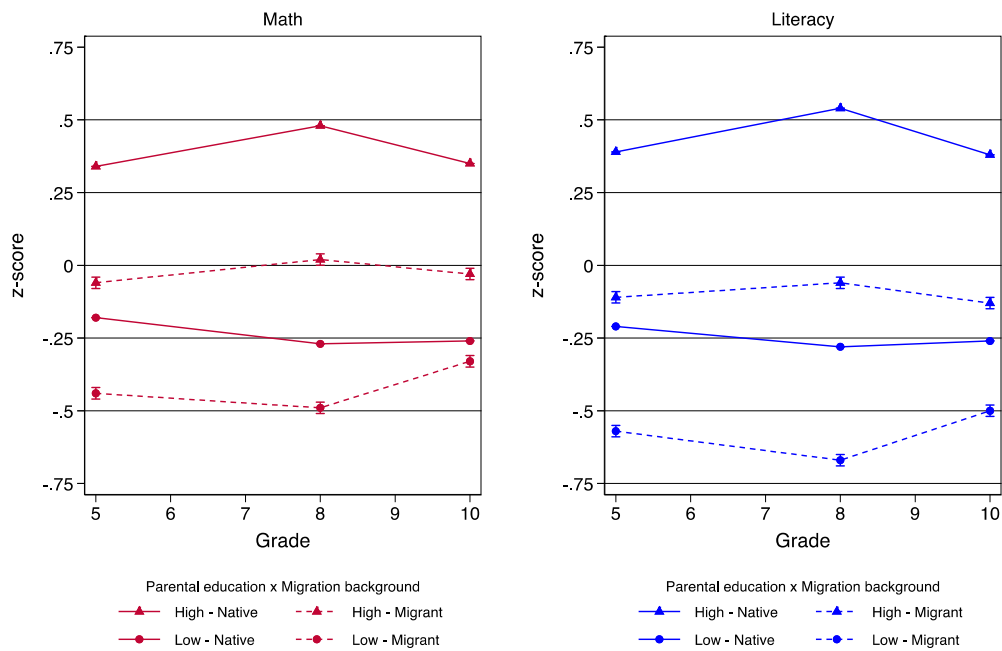 Math
.75
.5
.25
0
-.25
-.5
-.75
z-score
5 6 7 8 9 10
Grade
Parental education x Migration background
High - Native High - Migrant
Low - Native Low - Migrant
Literacy
.75
.5
.25
0
-.25
-.5
-.75
z-score
5 6 7 8 9 10
Grade
Parental education x Migration background
High - Native High - Migrant
Low - Native Low - Migrant